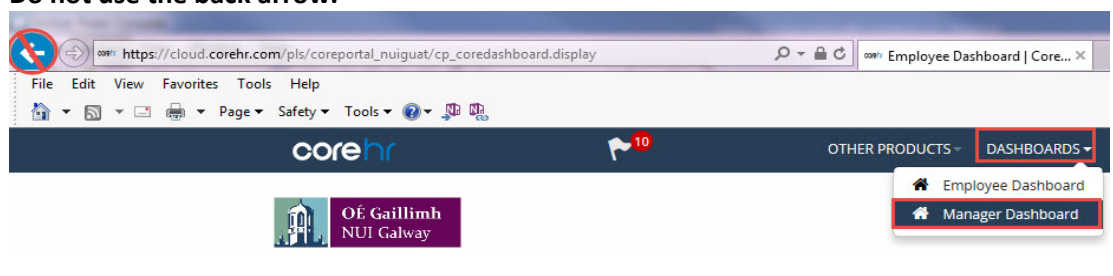 Do not use the back arrow.
https://cloud.corehr.com/pls/coreportal_nuiguat/cp_coredashboard.display
Employee Dashboard | Core...
File Edit View Favorites Tools Help
Page Safety Tools
corehr 10 OTHER PRODUCTS DASHBOARDS
Employee Dashboard
Manager Dashboard
OÉ Gaillimh
NUI Galway